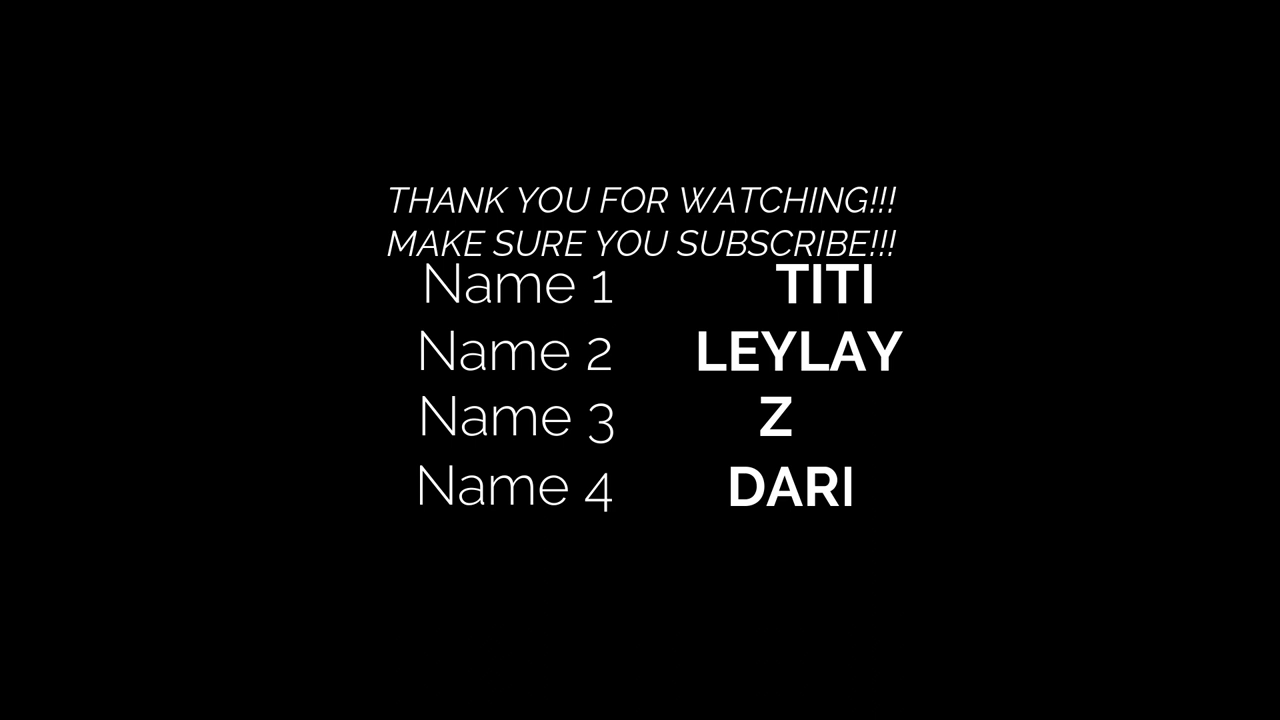 THANK YOU FOR WATCHING!!!
MAKE SURE YOU SUBSCRIBE!!!
Name 1 TITI
Name 2 LEYLAY
Name 3 Z
Name 4 DARI